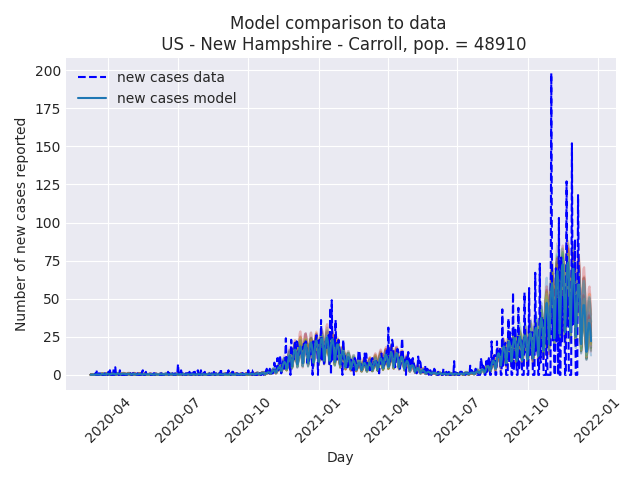 Model comparison to data
US - New Hampshire - Carroll, pop. = 48910
new cases data
new cases model
Number of new cases reported
200
175
150
125
100
75
50
25
0
2020-04
2020-07
2020-10
2021-01
2021-04
2021-07
2021-10
2022-01
Day